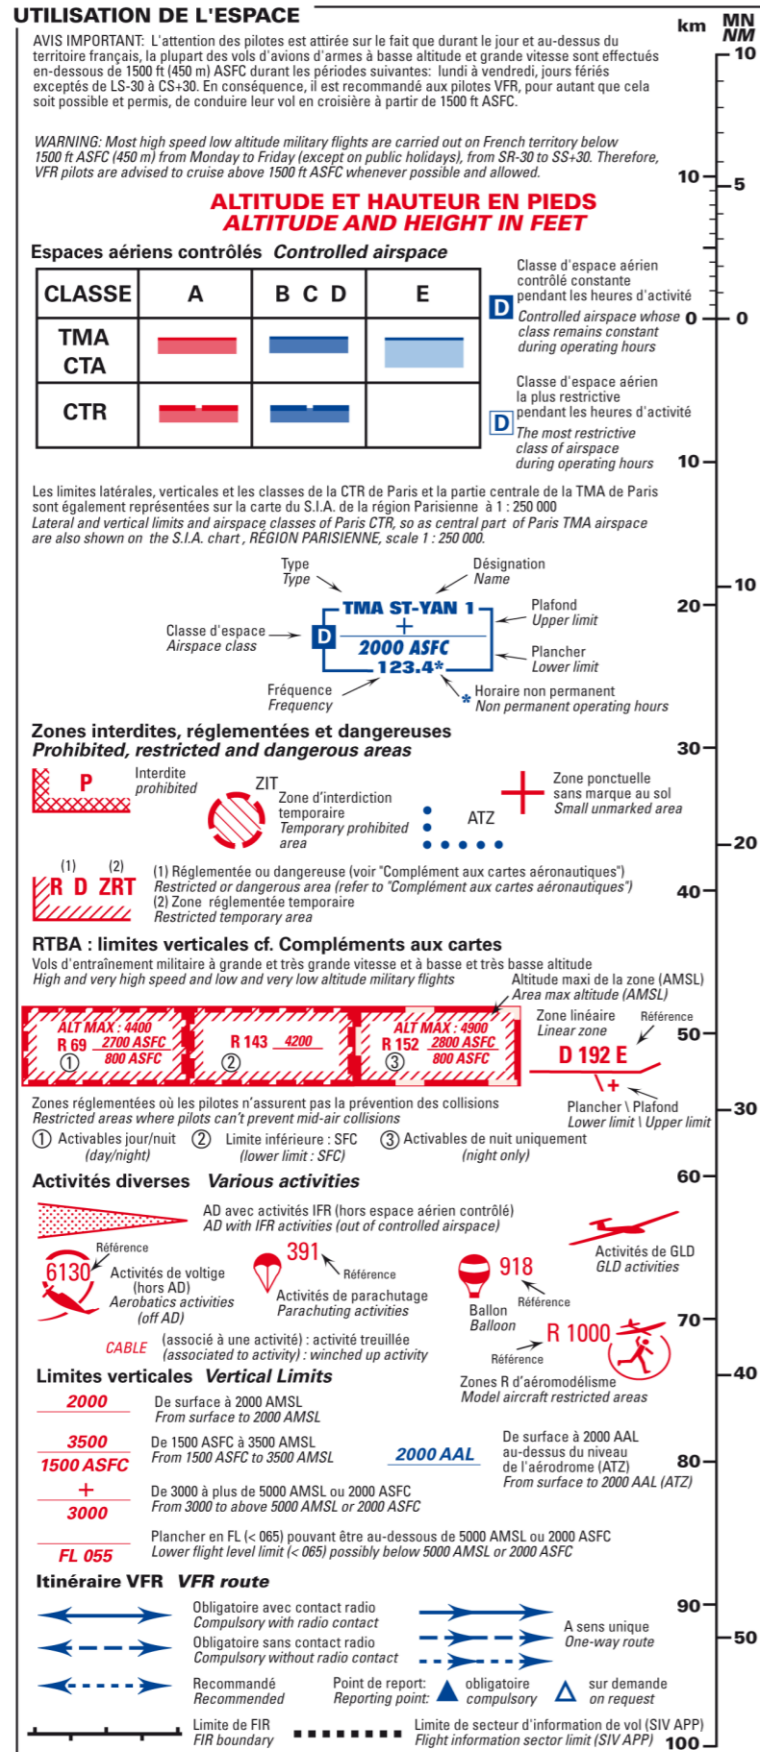 UTILISATION DE L'ESPACE
km
MN
NM
AVIS IMPORTANT: L'attention des pilotes est attirée sur le fait que durant le jour et au-dessus du
territoire français, la plupart des vols d'avions d'armes à basse altitude et grande vitesse sont effectués
en-dessous de 1500 ft (450 m) ASFC durant les périodes suivantes: lundi à vendredi, jours fériés
exceptés de LS-30 à CS+30. En conséquence, il est recommandé aux pilotes VFR, pour autant que cela
soit possible et permis, de conduire leur vol en croisière à partir de 1500 ft ASFC.
WARNING: Most high speed low altitude military flights are carried out on French territory below
1500 ft ASFC (450 m) from Monday to Friday (except on public holidays), from SR-30 to SS+30. Therefore,
VFR pilots are advised to cruise above 1500 ft ASFC whenever possible and allowed.
ALTITUDE ET HAUTEUR EN PIEDS
ALTITUDE AND HEIGHT IN FEET
Espaces aériens contrôlés Controlled airspace
CLASSE A B C D E
TMA
CTA
CTR
D
Classe d'espace aérien
contrôlé constante
pendant les heures d'activité
Controlled airspace whose
class remains constant
during operating hours
D
Classe d'espace aérien
la plus restrictive
pendant les heures d'activité
The most restrictive
class of airspace
during operating hours
Les limites latérales, verticales et les classes de la CTR de Paris et la partie centrale de la TMA de Paris
sont également représentées sur la carte du S.I.A. de la région Parisienne à 1 : 250 000
Lateral and vertical limits and airspace classes of Paris CTR, so as central part of Paris TMA airspace
are also shown on the S.I.A. chart , RÉGION PARISIENNE, scale 1 : 250 000.
Type
Type
Désignation
Name
TMA ST-YAN 1
+
2000 ASFC
123.4*
D
Classe d'espace
Airspace class
Plafond
Upper limit
Plancher
Lower limit
Fréquence
Frequency
* Horaire non permanent
Non permanent operating hours
Zones interdites, réglementées et dangereuses
Prohibited, restricted and dangerous areas
P
Interdite
prohibited
ZIT
Zone d'interdiction
temporaire
Temporary prohibited
area
ATZ
Zone ponctuelle
sans marque au sol
Small unmarked area
(1) (2)
R D ZRT
(1) Réglementée ou dangereuse (voir "Complément aux cartes aéronautiques")
Restricted or dangerous area (refer to "Complément aux cartes aéronautiques")
(2) Zone réglementée temporaire
Restricted temporary area
RTBA : limites verticales cf. Compléments aux cartes
Vols d'entraînement militaire à grande et très grande vitesse et à basse et très basse altitude
High and very high speed and low and very low altitude military flights
Altitude maxi de la zone (AMSL)
Area max altitude (AMSL)
ALT MAX : 4400
R 69 2700 ASFC
800 ASFC
1
R 143 4200
2
ALT MAX : 4900
R 152 2800 ASFC
800 ASFC
3
Zone linéaire
Linear zone
Référence
D 192 E
\ +
Plancher \ Plafond
Lower limit \ Upper limit
Zones réglementées où les pilotes n'assurent pas la prévention des collisions
Restricted areas where pilots can't prevent mid-air collisions
1 Activables jour/nuit
(day/night)
2 Limite inférieure : SFC
(lower limit : SFC)
3 Activables de nuit uniquement
(night only)
Activités diverses Various activities
AD avec activités IFR (hors espace aérien contrôlé)
AD with IFR activities (out of controlled airspace)
Activités de GLD
GLD activities
6130
Référence
Activités de voltige
(hors AD)
Aerobatics activities
(off AD)
391
Référence
Activités de parachutage
Parachuting activities
918
Référence
Ballon
Balloon
CABLE
(associé à une activité) : activité treuillée
(associated to activity) : winched up activity
R 1000
Référence
Zones R d'aéromodélisme
Model aircraft restricted areas
Limites verticales Vertical Limits
2000
De surface à 2000 AMSL
From surface to 2000 AMSL
3500
1500 ASFC
De 1500 ASFC à 3500 AMSL
From 1500 ASFC to 3500 AMSL
2000 AAL
De surface à 2000 AAL
au-dessus du niveau
de l'aérodrome (ATZ)
From surface to 2000 AAL (ATZ)
+
3000
De 3000 à plus de 5000 AMSL ou 2000 ASFC
From 3000 to above 5000 AMSL or 2000 ASFC
FL 055
Plancher en FL (< 065) pouvant être au-dessous de 5000 AMSL ou 2000 ASFC
Lower flight level limit (< 065) possibly below 5000 AMSL or 2000 ASFC
Itinéraire VFR VFR route
Obligatoire avec contact radio
Compulsory with radio contact
Obligatoire sans contact radio
Compulsory without radio contact
A sens unique
One-way route
Recommandé
Recommended
Point de report:
Reporting point:
obligatoire
compulsory
sur demande
on request
Limite de FIR
FIR boundary
Limite de secteur d'information de vol (SIV APP)
Flight information sector limit (SIV APP)
10
0
10
20
30
40
50
60
70
80
90
100
10
5
0
10
20
30
40
50